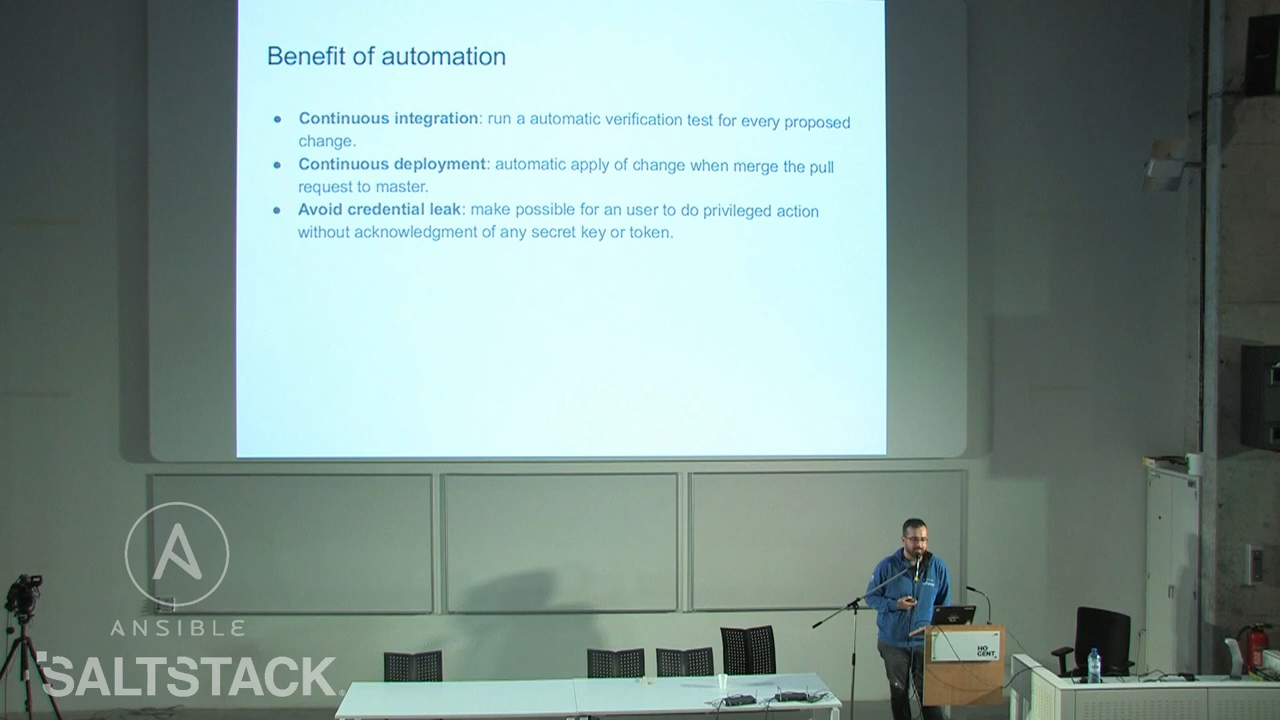 Benefit of automation
Continuous integration: run a automatic verification test for every proposed
change.
Continuous deployment: automatic apply of change when merge the pull
request to master.
Avoid credential leak: make possible for an user to do privileged action
without acknowledgment of any secret key or token.
ANSIBLE
SALTSTACK
HO
GENT